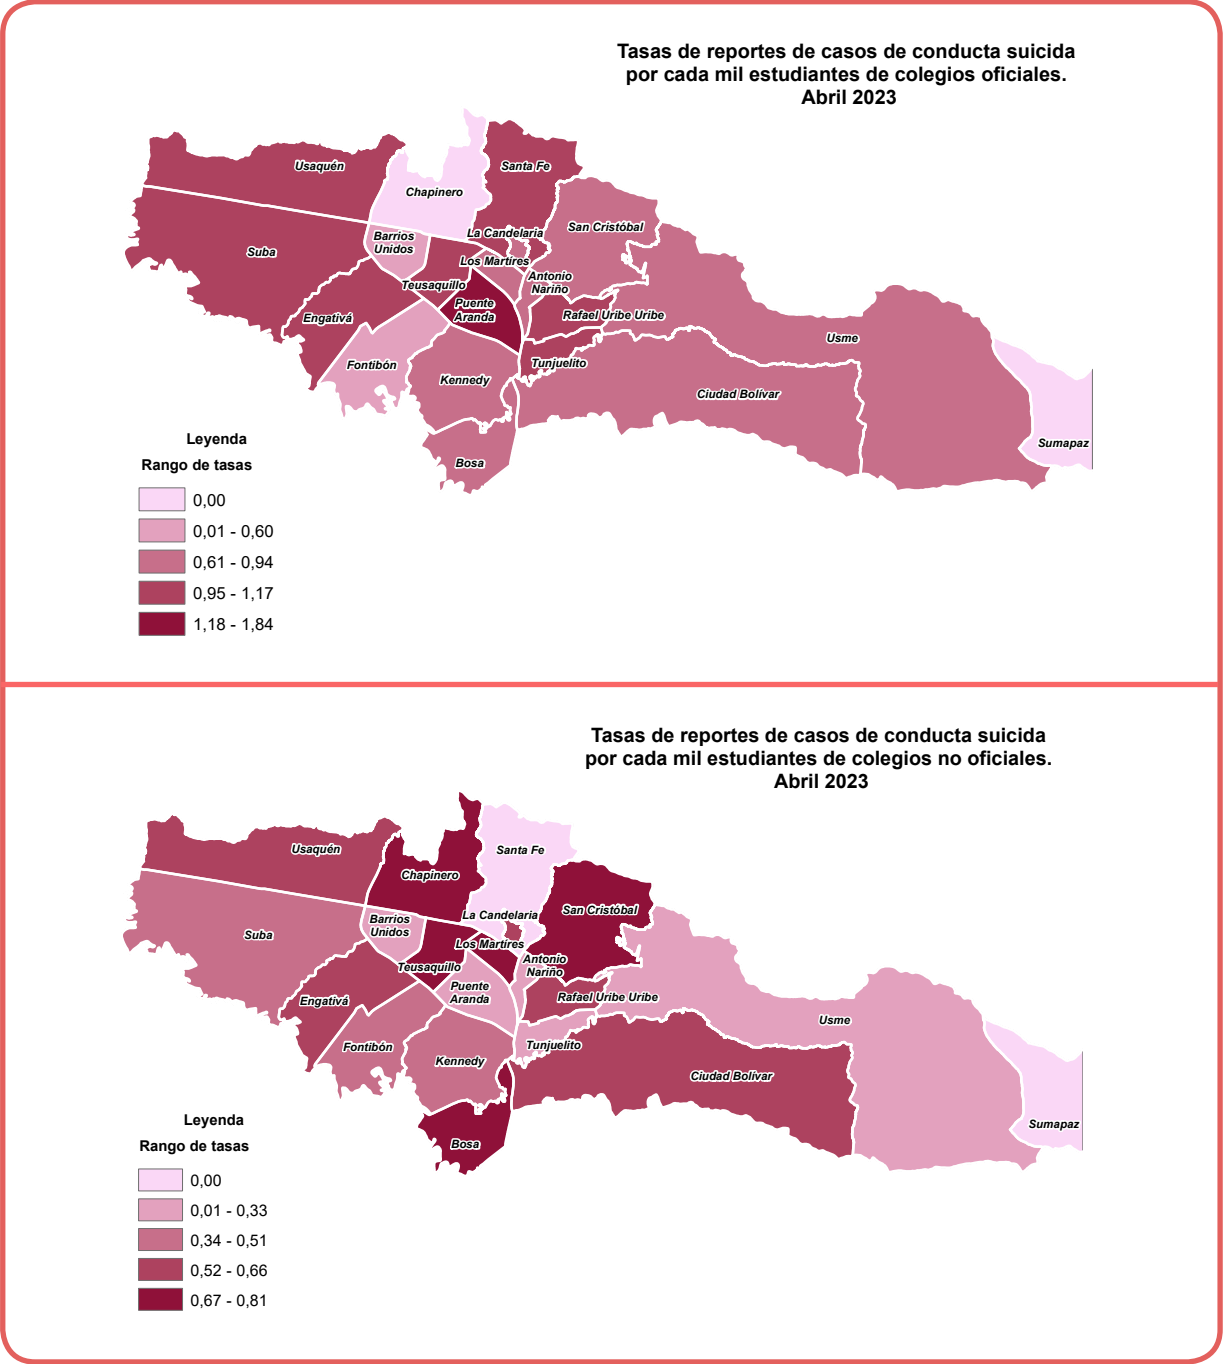 Tasas de reportes de casos de conducta suicida
por cada mil estudiantes de colegios oficiales.
Abril 2023
Usaquén
Santa Fe
Chapinero
San Cristóbal
La Candelaria
Barrios
Unidos
Suba
Los Martíres
Antonio
Nariño
Teusaquillo
Puente
Aranda
Engativá
Rafael Uribe Uribe
Usme
Fontibón
Tunjuelito
Kennedy
Ciudad Bolívar
Sumapaz
Bosa
Leyenda
Rango de tasas
0,00
0,01 - 0,60
0,61 - 0,94
0,95 - 1,17
1,18 - 1,84
Tasas de reportes de casos de conducta suicida
por cada mil estudiantes de colegios no oficiales.
Abril 2023
Usaquén
Santa Fe
Chapinero
San Cristóbal
La Candelaria
Barrios
Unidos
Suba
Los Martíres
Antonio
Nariño
Teusaquillo
Puente
Aranda
Engativá
Rafael Uribe Uribe
Usme
Fontibón
Tunjuelito
Kennedy
Ciudad Bolívar
Sumapaz
Bosa
Leyenda
Rango de tasas
0,00
0,01 - 0,33
0,34 - 0,51
0,52 - 0,66
0,67 - 0,81